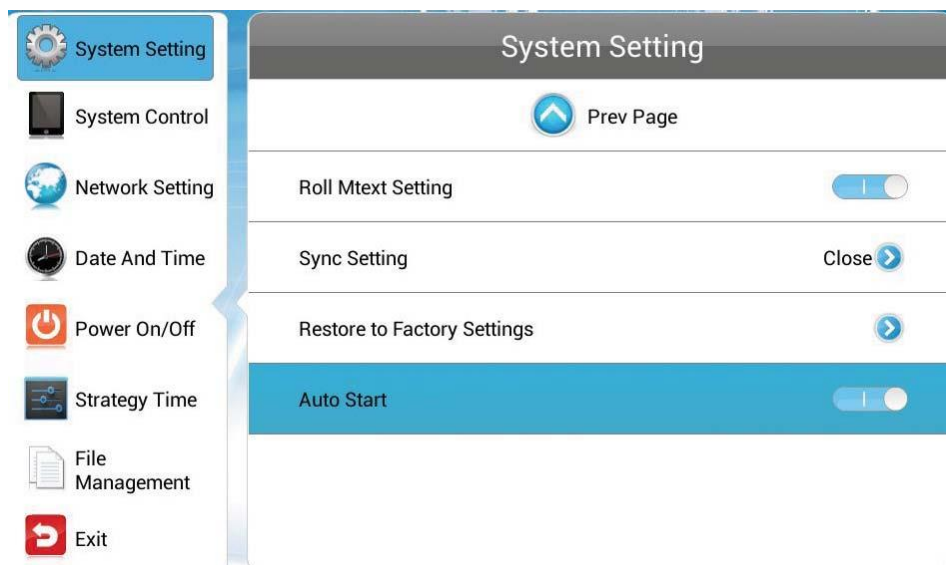 System Setting
System Control
Network Setting
Date And Time
Power On/Off
Strategy Time
File
Management
Exit
System Setting
Prev Page
Roll Mtext Setting
Sync Setting Close
Restore to Factory Settings
Auto Start